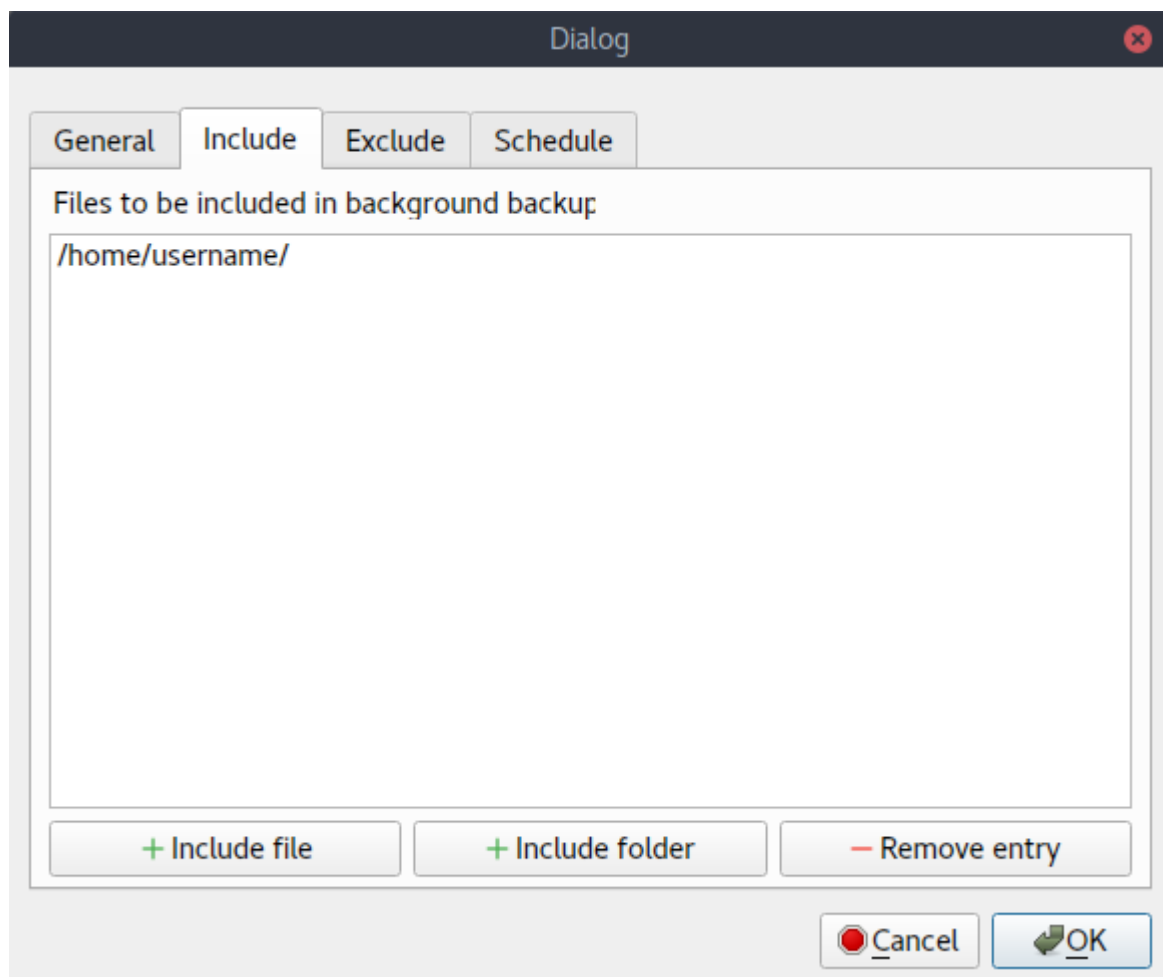 Dialog
General Include Exclude Schedule
Files to be included in background backup
/home/username/
+ Include file + Include folder − Remove entry
Cancel OK